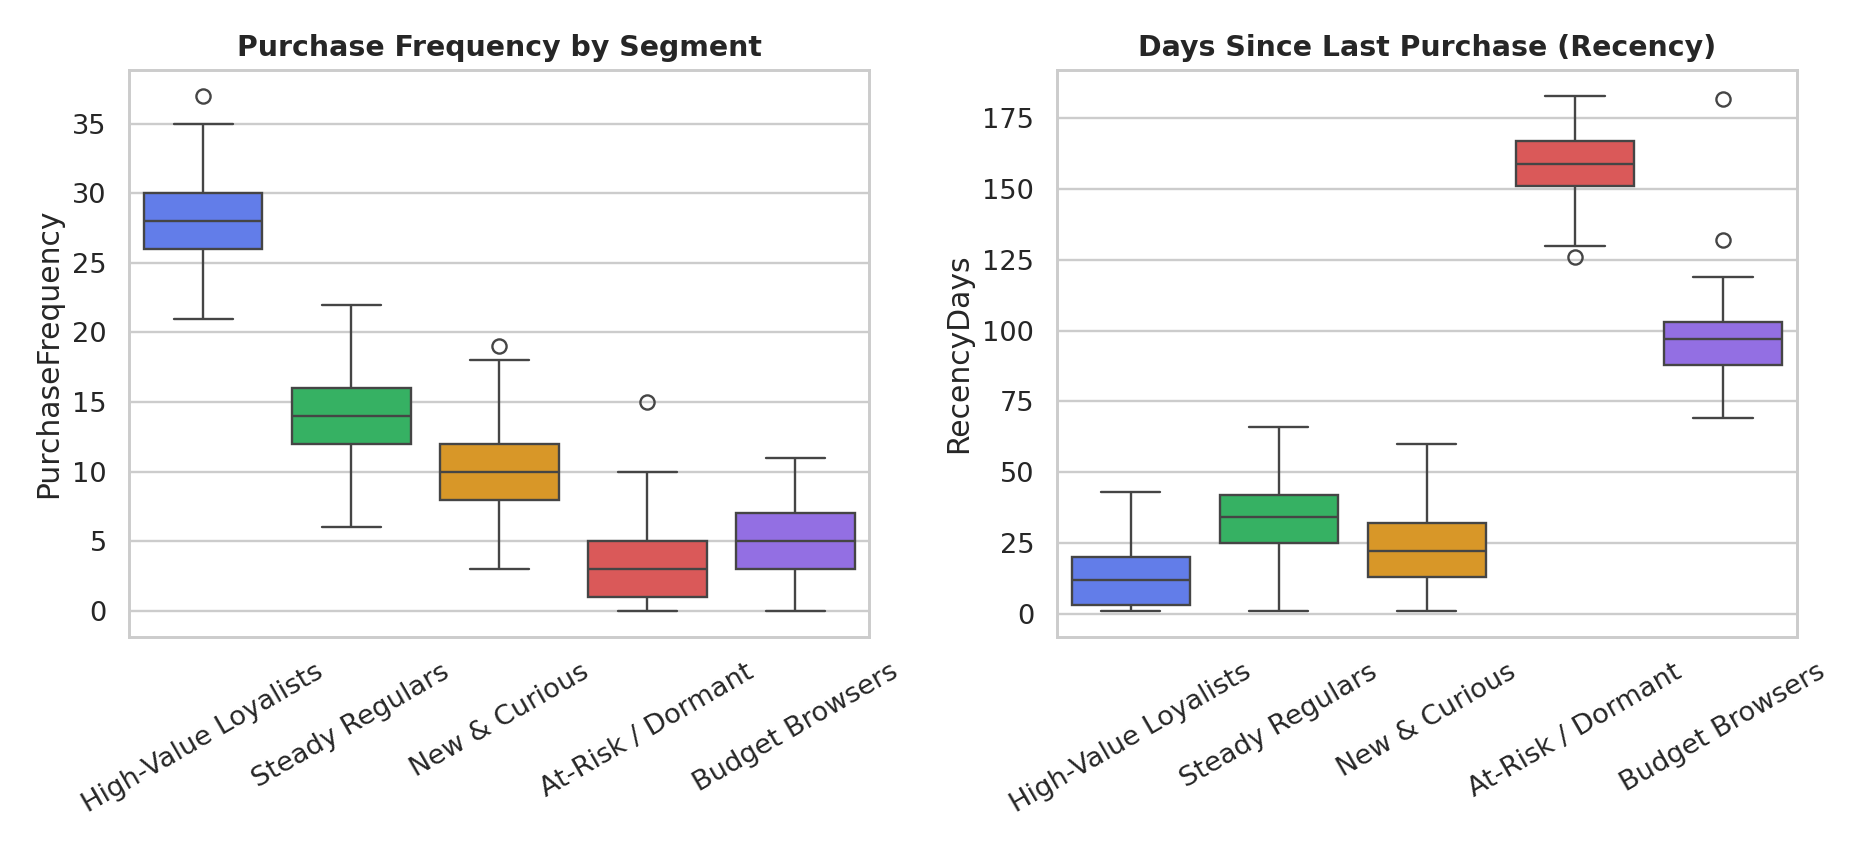 Purchase Frequency by Segment
PurchaseFrequency
35
30
25
20
15
10
5
0
High-Value Loyalists
Steady Regulars
New & Curious
At-Risk / Dormant
Budget Browsers
Days Since Last Purchase (Recency)
RecencyDays
175
150
125
100
75
50
25
0
High-Value Loyalists
Steady Regulars
New & Curious
At-Risk / Dormant
Budget Browsers